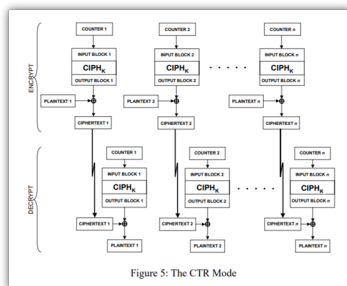 COUNTER 1 COUNTER 2 COUNTER n
INPUT BLOCK 1 INPUT BLOCK 2 INPUT BLOCK n
CIPHK CIPHK CIPHK
OUTPUT BLOCK 1 OUTPUT BLOCK 2 OUTPUT BLOCK n
ENCRYPT
PLAINTEXT 1 PLAINTEXT 2 PLAINTEXT n
CIPHERTEXT 1 CIPHERTEXT 2 CIPHERTEXT n
COUNTER 1 COUNTER 2 COUNTER n
INPUT BLOCK 1 INPUT BLOCK 2 INPUT BLOCK n
CIPHK CIPHK CIPHK
OUTPUT BLOCK 1 OUTPUT BLOCK 2 OUTPUT BLOCK n
DECRYPT
CIPHERTEXT 1 CIPHERTEXT 2 CIPHERTEXT n
PLAINTEXT 1 PLAINTEXT 2 PLAINTEXT n
Figure 5: The CTR Mode